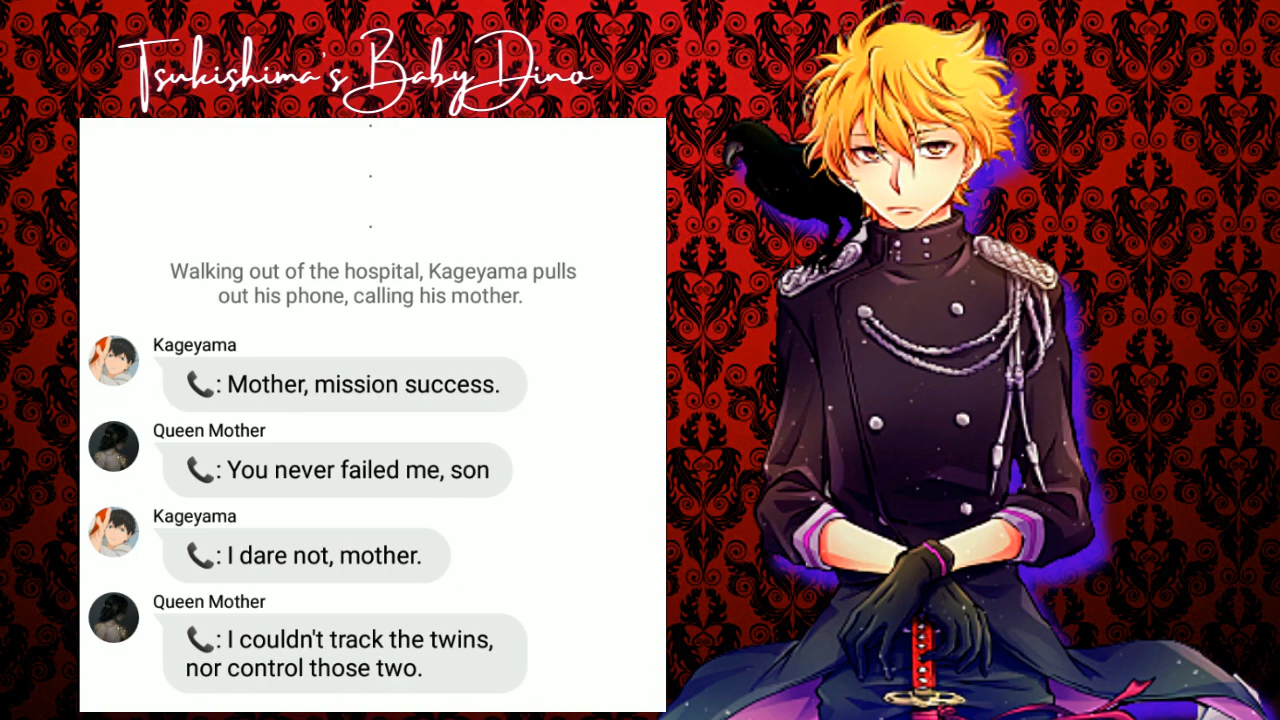 Tsukishima's Baby Dino
.
.
.
Walking out of the hospital, Kageyama pulls
out his phone, calling his mother.
Kageyama
📞: Mother, mission success.
Queen Mother
📞: You never failed me, son
Kageyama
📞: I dare not, mother.
Queen Mother
📞: I couldn't track the twins,
nor control those two.